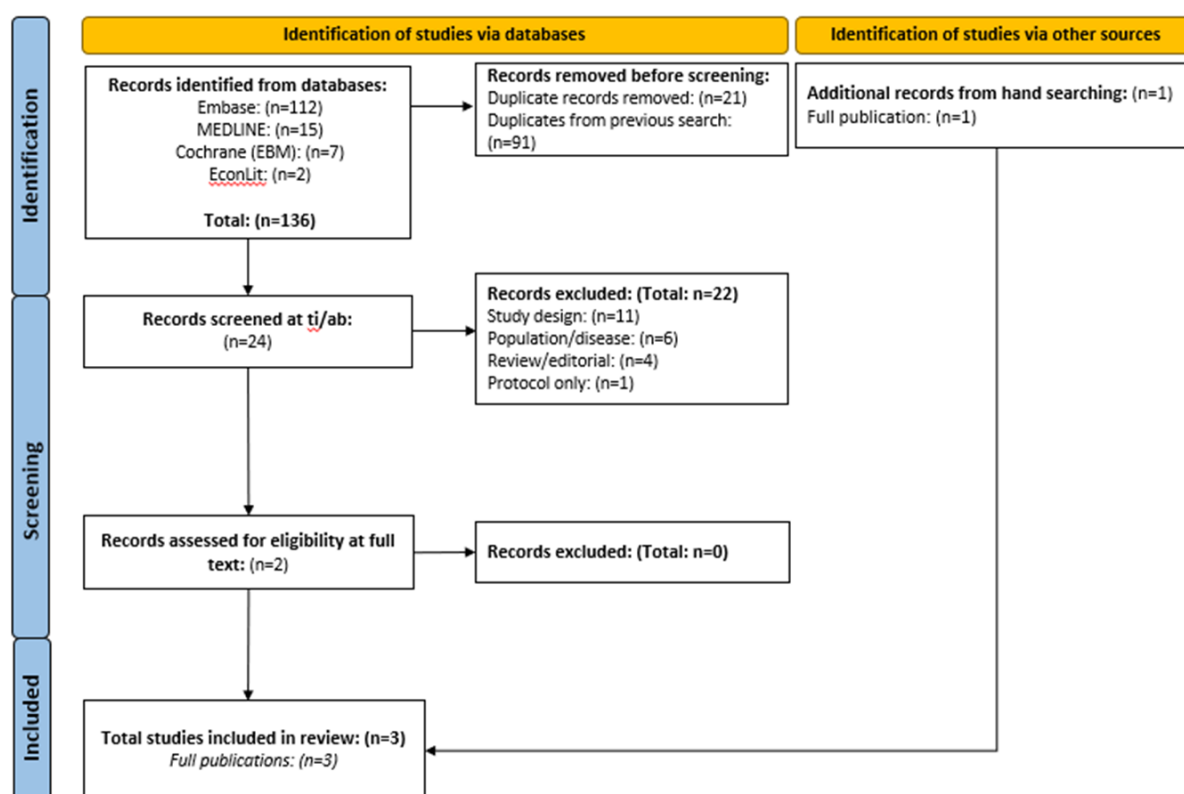 Identification of studies via databases
Identification of studies via other sources
Identification
Records identified from databases:
Embase: (n=112)
MEDLINE: (n=15)
Cochrane (EBM): (n=7)
EconLit: (n=2)
Total: (n=136)
Records removed before screening:
Duplicate records removed: (n=21)
Duplicates from previous search:
(n=91)
Additional records from hand searching: (n=1)
Full publication: (n=1)
Screening
Records screened at ti/ab:
(n=24)
Records excluded: (Total: n=22)
Study design: (n=11)
Population/disease: (n=6)
Review/editorial: (n=4)
Protocol only: (n=1)
Records assessed for eligibility at full
text: (n=2)
Records excluded: (Total: n=0)
Included
Total studies included in review: (n=3)
Full publications: (n=3)